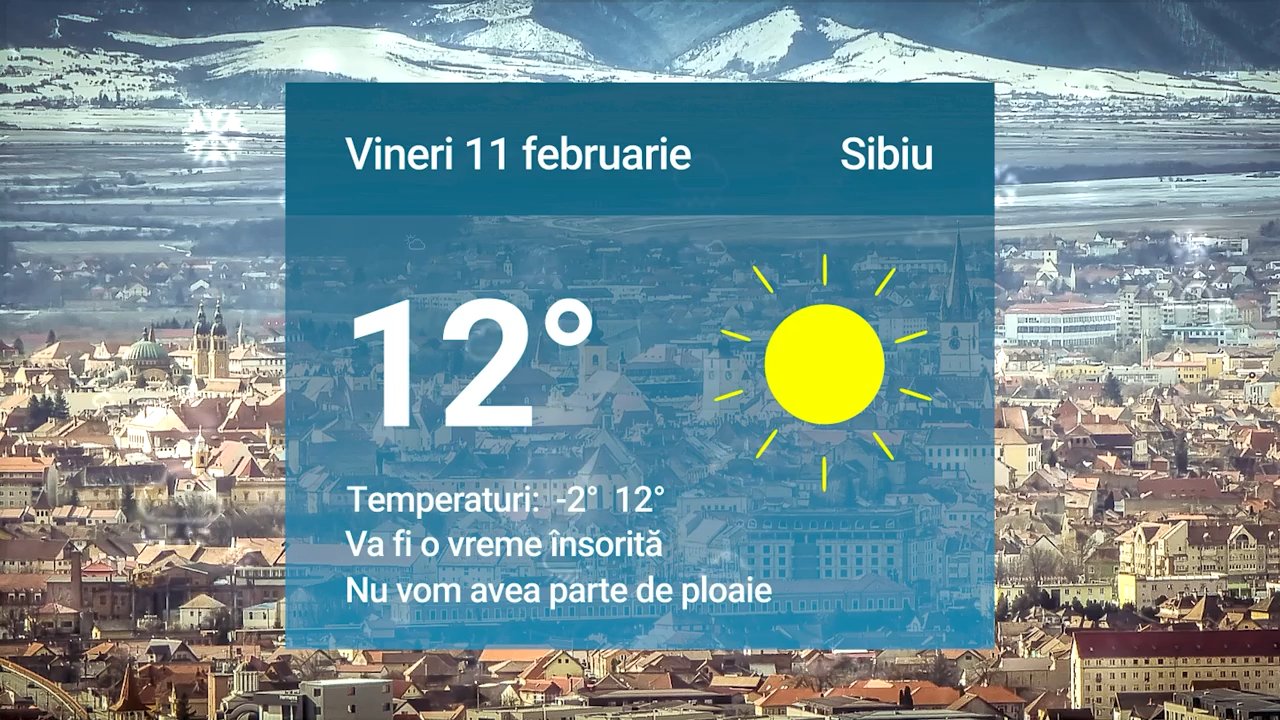 Vineri 11 februarie Sibiu
12°
Temperaturi: -2° 12°
Va fi o vreme însorită
Nu vom avea parte de ploaie